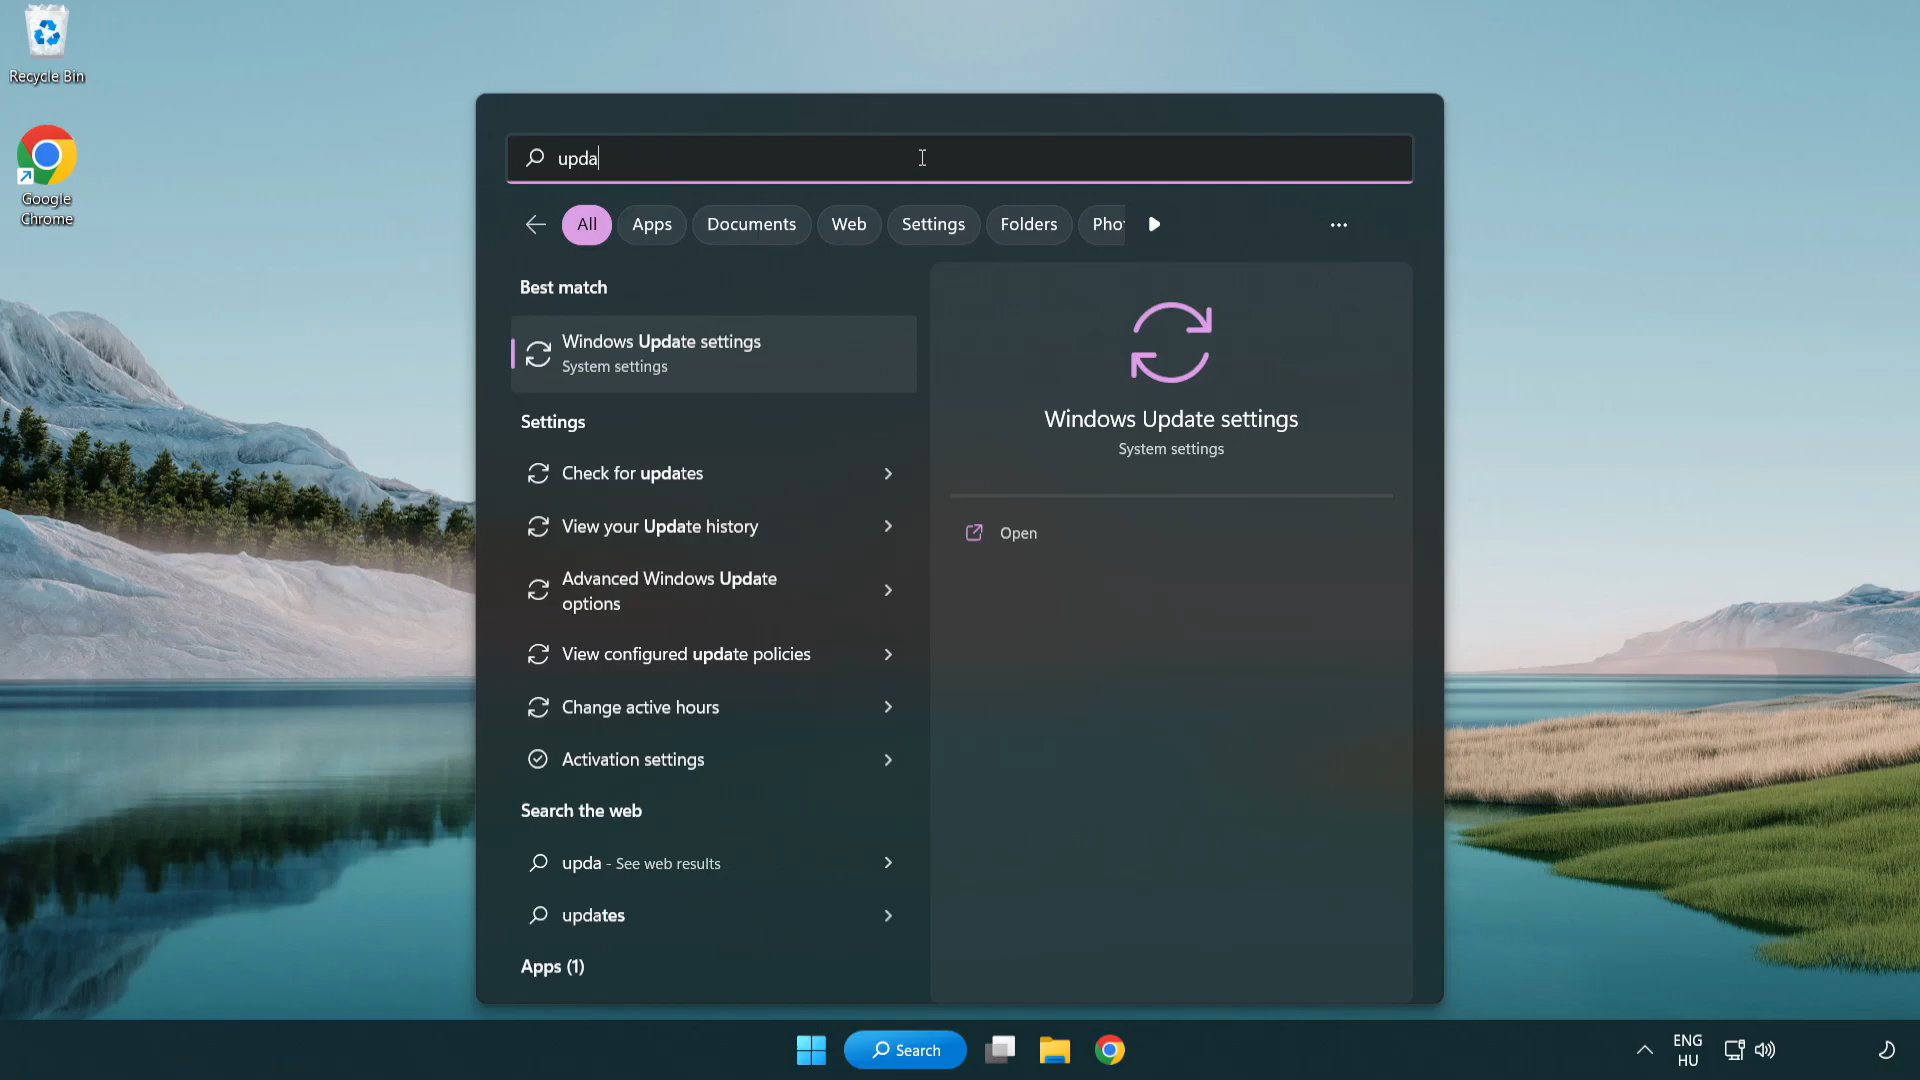 Recycle Bin
Google
Chrome
upda
All
Apps
Documents
Web
Settings
Folders
Pho
Best match
Windows Update settings
System settings
Settings
Check for updates
View your Update history
Advanced Windows Update
options
View configured update policies
Change active hours
Activation settings
Search the web
upda - See web results
updates
Apps (1)
Windows Update settings
System settings
Open
Search
ENG
HU